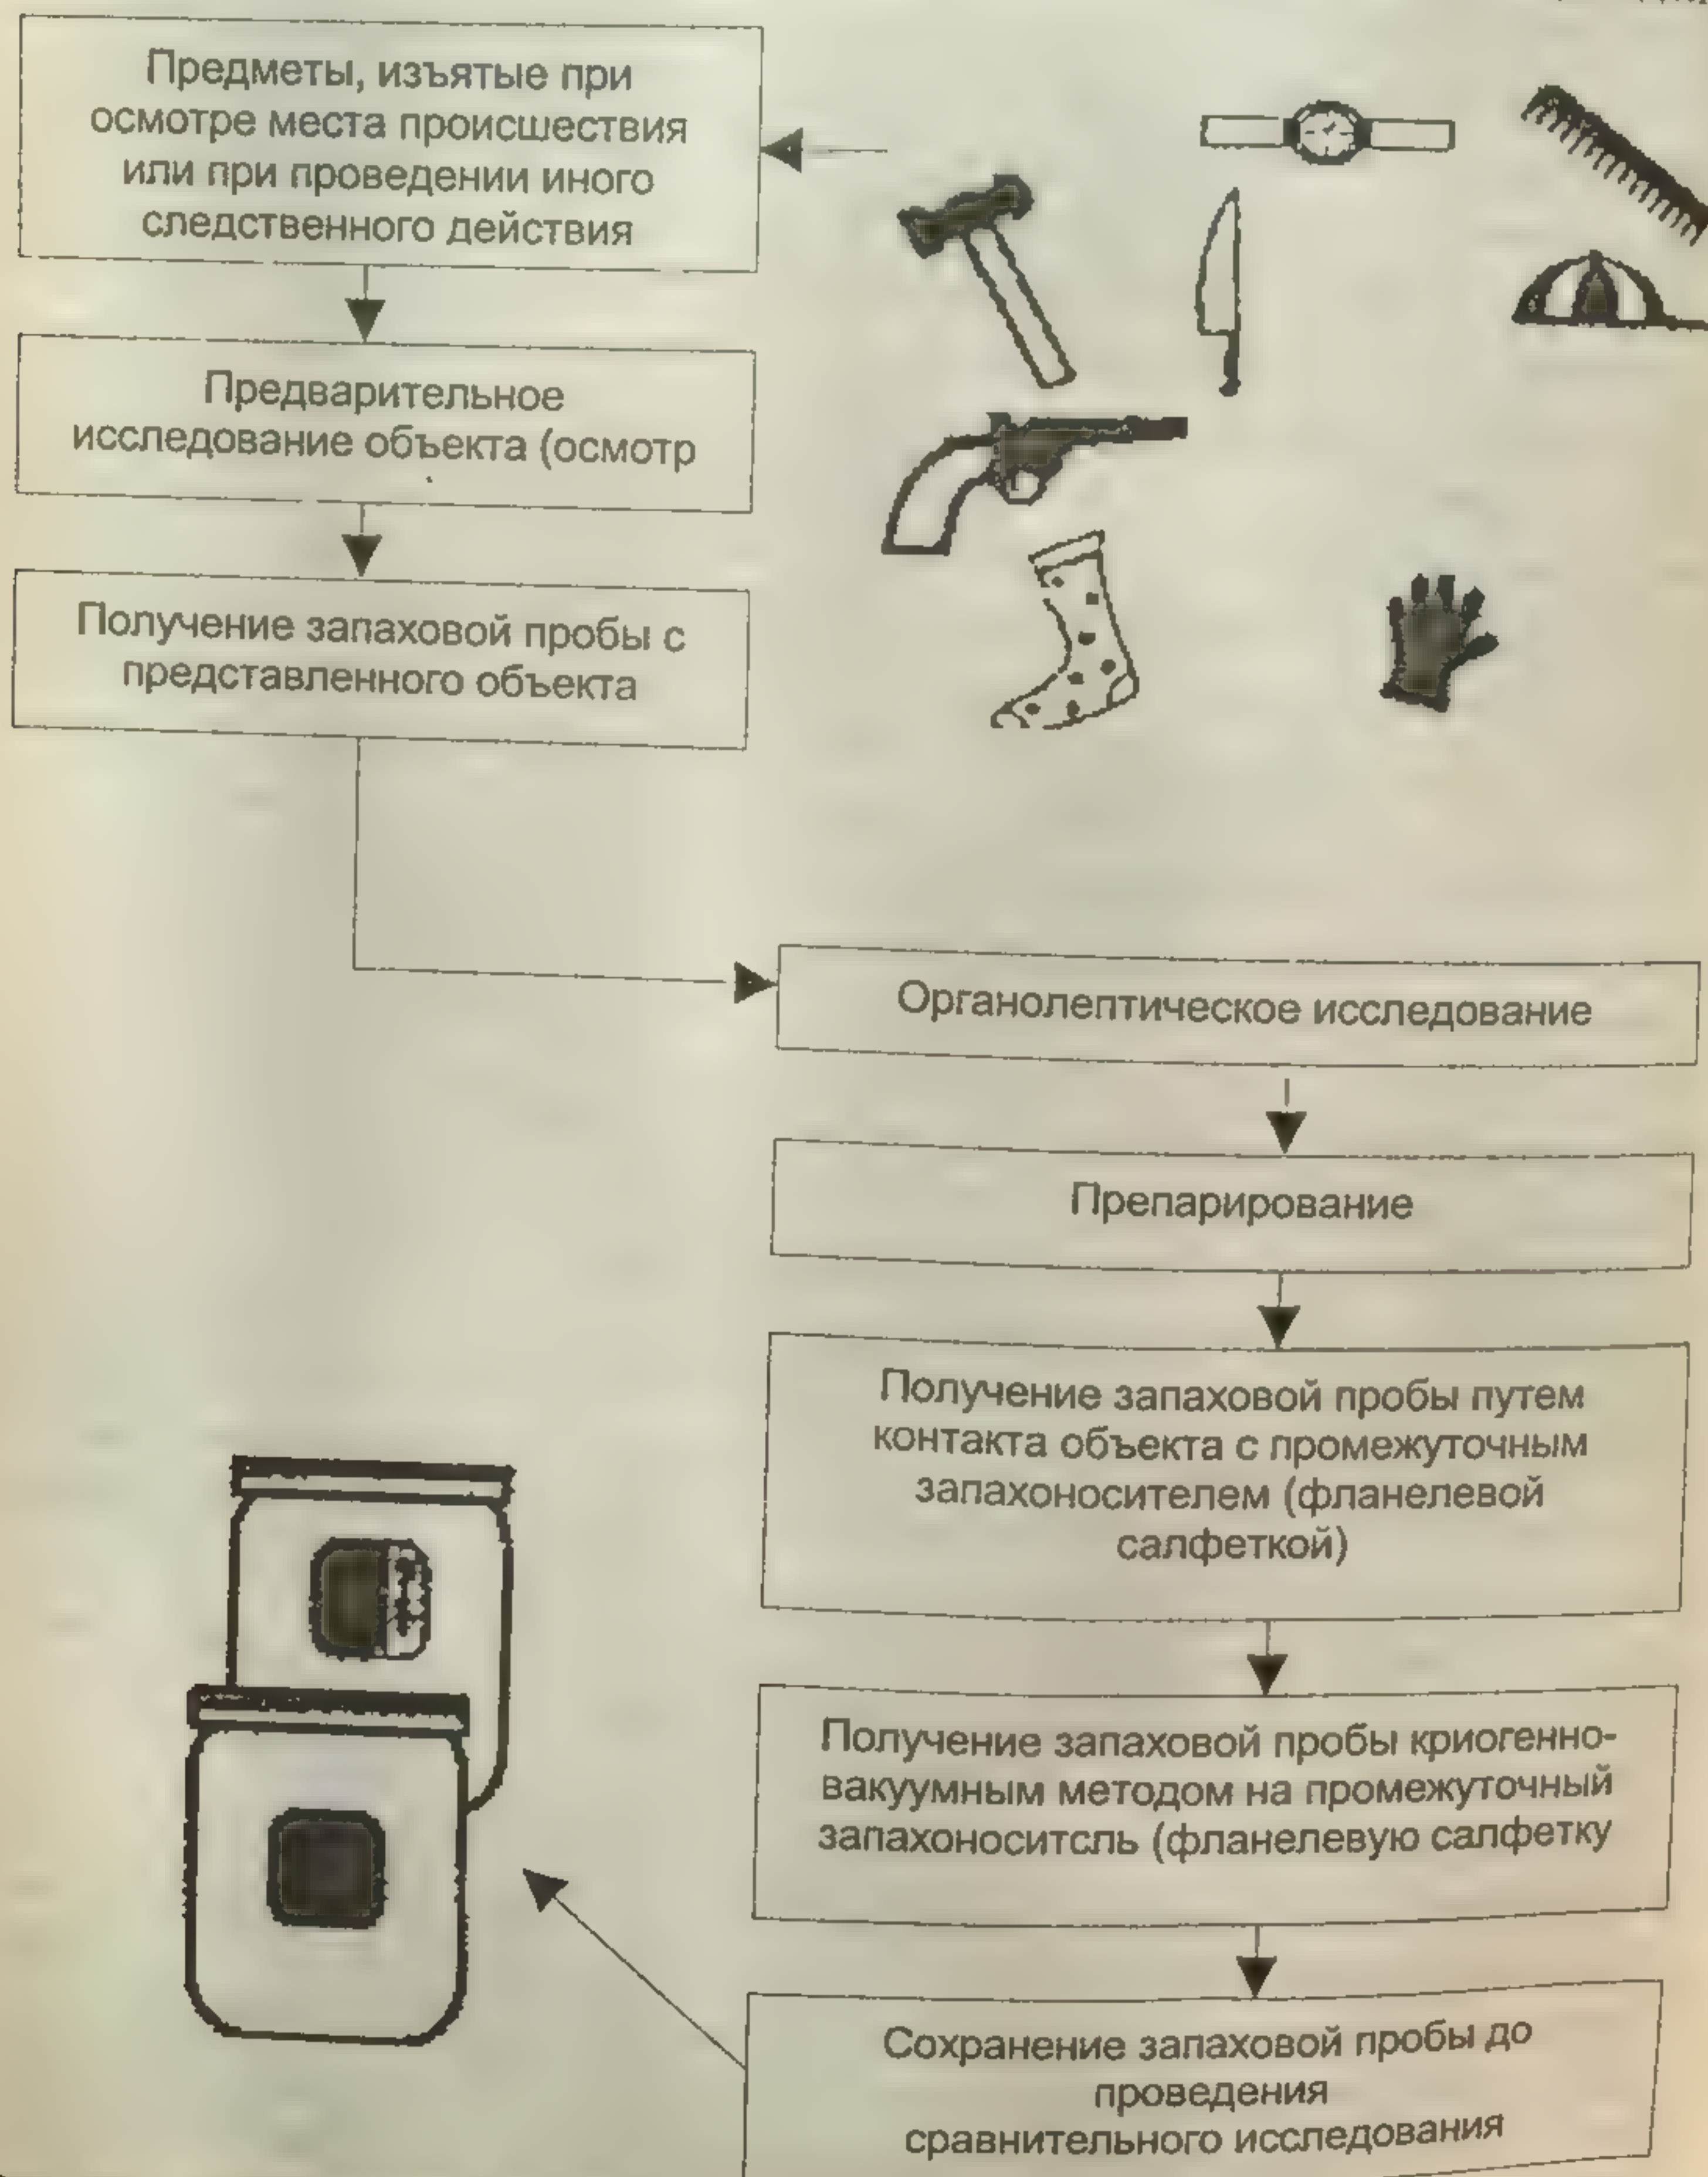 Предметы, изъятые при
осмотре места происшествия
или при проведении иного
следственного действия
Предварительное
исследование объекта (осмотр
Получение запаховой пробы с
представленного объекта
Органолептическое исследование
Препарирование
Получение запаховой пробы путем
контакта объекта с промежуточным
запахоносителем (фланелевой
салфеткой)
Получение запаховой пробы криогенно-
вакуумным методом на промежуточный
запахоноситсль (фланелевую салфетку
Сохранение запаховой пробы до
проведения
сравнительного исследования